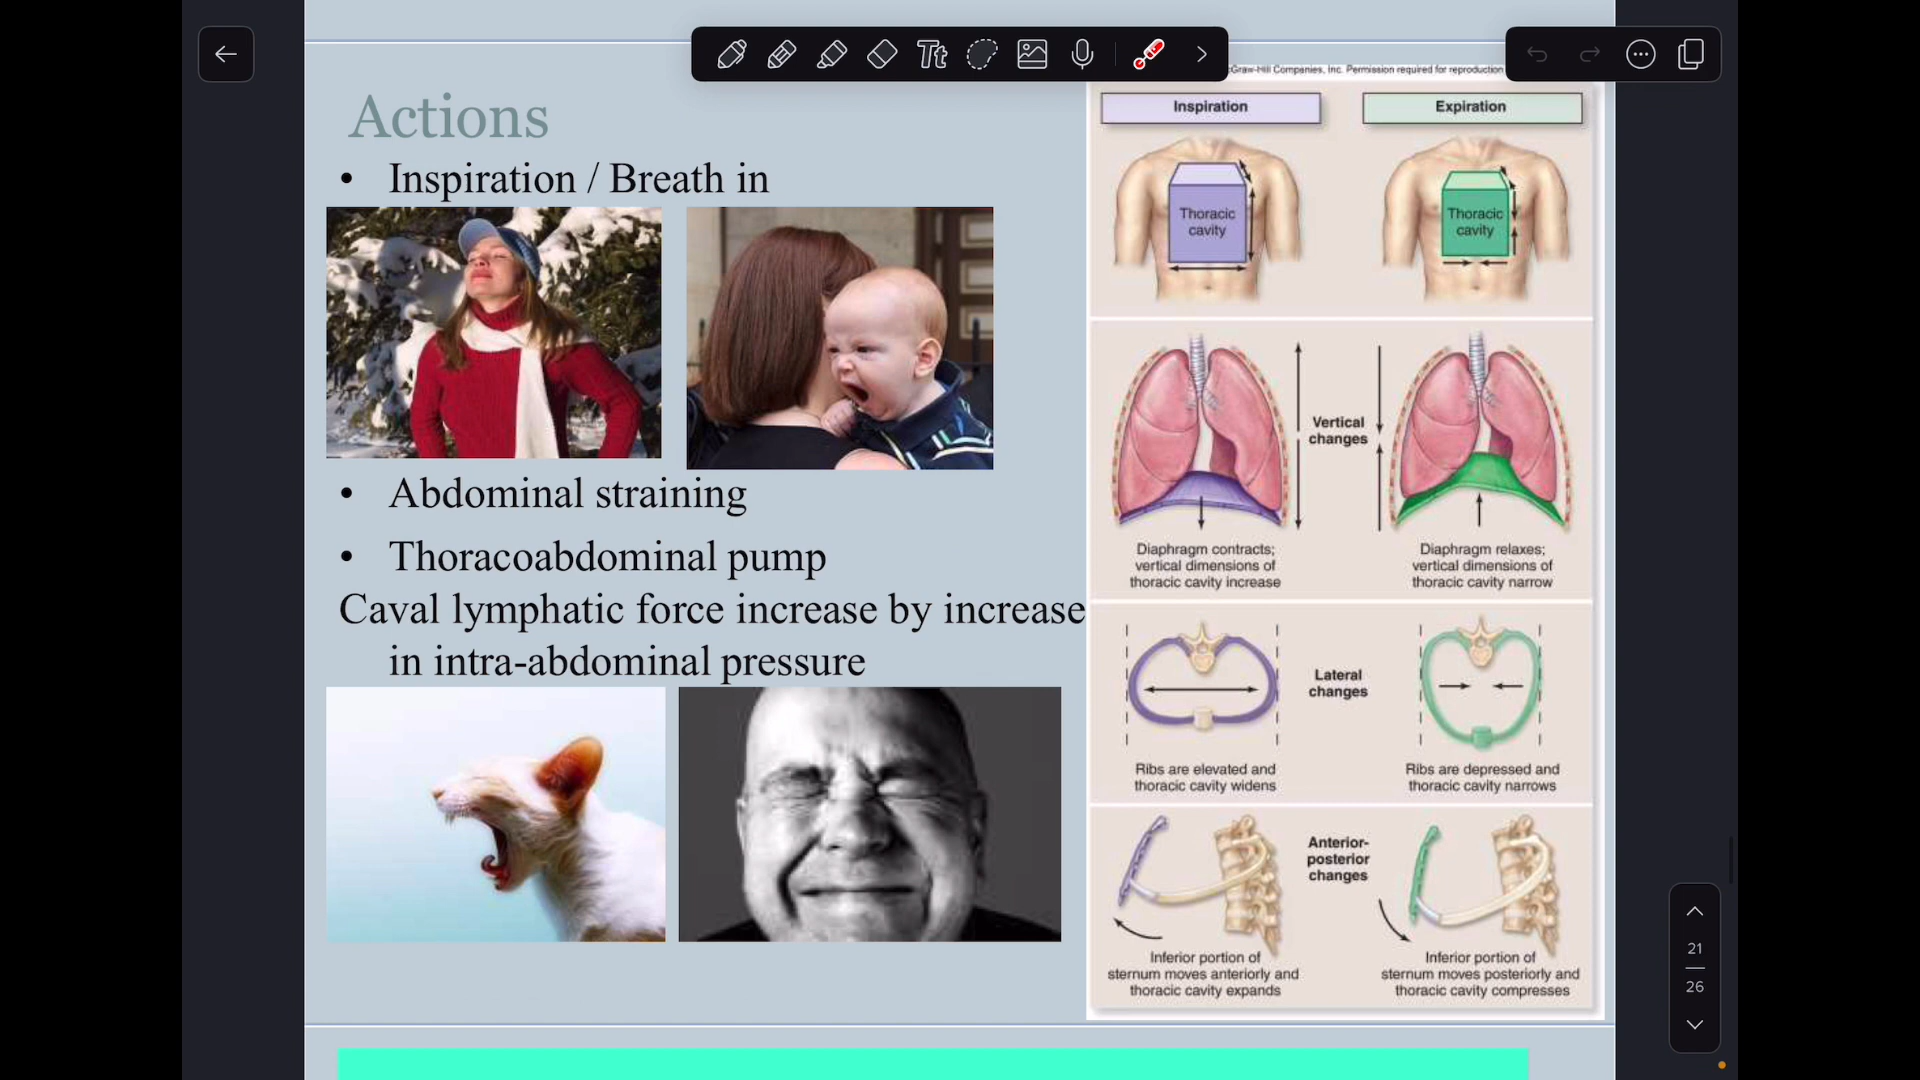 Graw-Hill Companies, Inc. Permission required for reproduction
Actions
• Inspiration / Breath in
• Abdominal straining
• Thoracoabdominal pump
Caval lymphatic force increase by increase
in intra-abdominal pressure
Inspiration
Expiration
Thoracic
cavity
Thoracic
cavity
Vertical
changes
Diaphragm contracts;
vertical dimensions of
thoracic cavity increase
Diaphragm relaxes;
vertical dimensions of
thoracic cavity narrow
Lateral
changes
Ribs are elevated and
thoracic cavity widens
Ribs are depressed and
thoracic cavity narrows
Anterior-
posterior
changes
Inferior portion of
sternum moves anteriorly and
thoracic cavity expands
Inferior portion of
sternum moves posteriorly and
thoracic cavity compresses
Tt
21
26